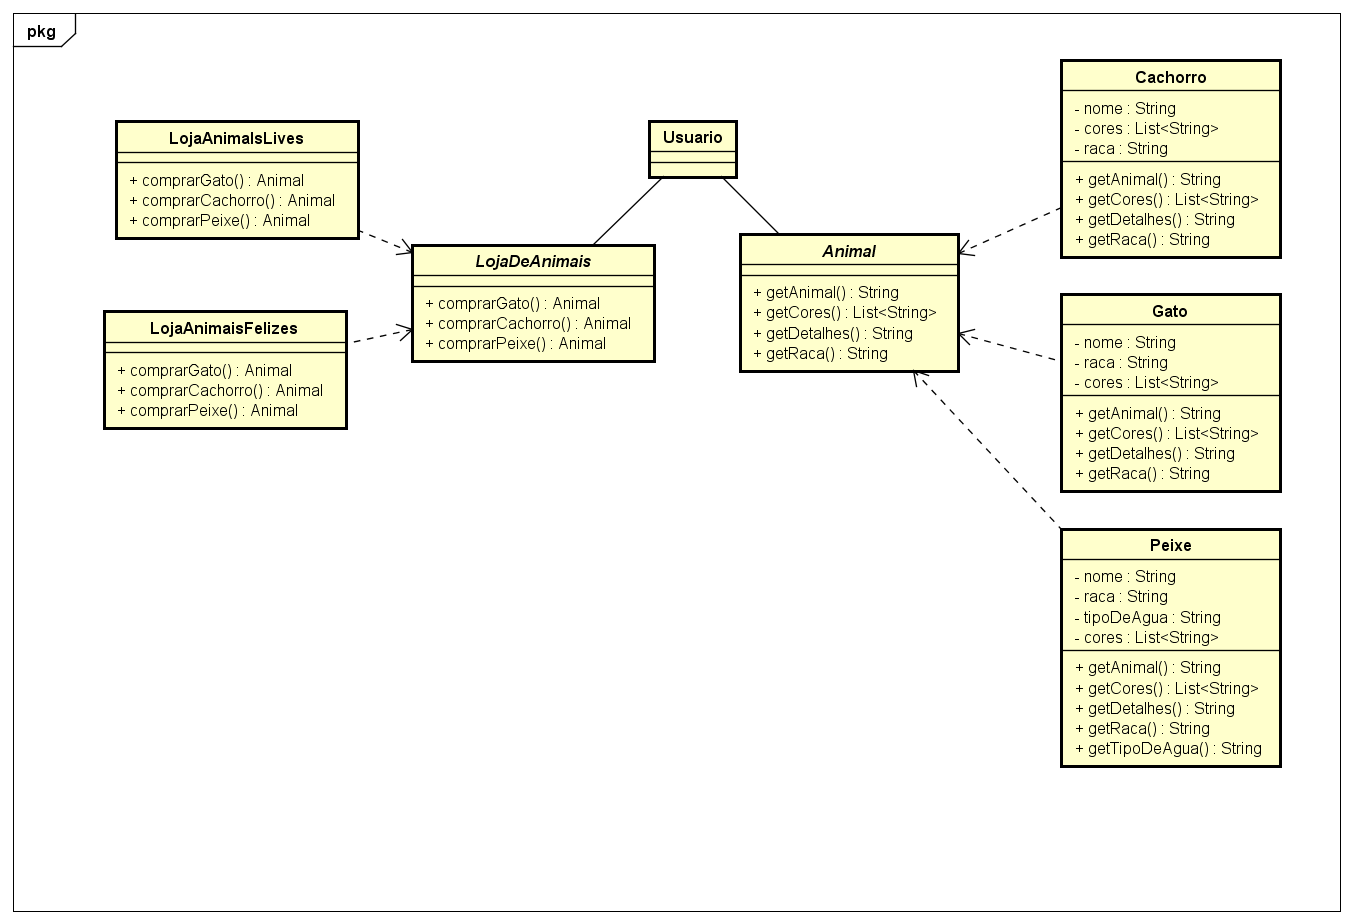 pkg
LojaAnimaIsLives
+ comprarGato() : Animal
+ comprarCachorro() : Animal
+ comprarPeixe() : Animal
LojaAnimaisFelizes
+ comprarGato() : Animal
+ comprarCachorro() : Animal
+ comprarPeixe() : Animal
LojaDeAnimais
+ comprarGato() : Animal
+ comprarCachorro() : Animal
+ comprarPeixe() : Animal
Usuario
Animal
+ getAnimal() : String
+ getCores() : List<String>
+ getDetalhes() : String
+ getRaca() : String
Cachorro
- nome : String
- cores : List<String>
- raca : String
+ getAnimal() : String
+ getCores() : List<String>
+ getDetalhes() : String
+ getRaca() : String
Gato
- nome : String
- raca : String
- cores : List<String>
+ getAnimal() : String
+ getCores() : List<String>
+ getDetalhes() : String
+ getRaca() : String
Peixe
- nome : String
- raca : String
- tipoDeAgua : String
- cores : List<String>
+ getAnimal() : String
+ getCores() : List<String>
+ getDetalhes() : String
+ getRaca() : String
+ getTipoDeAgua() : String